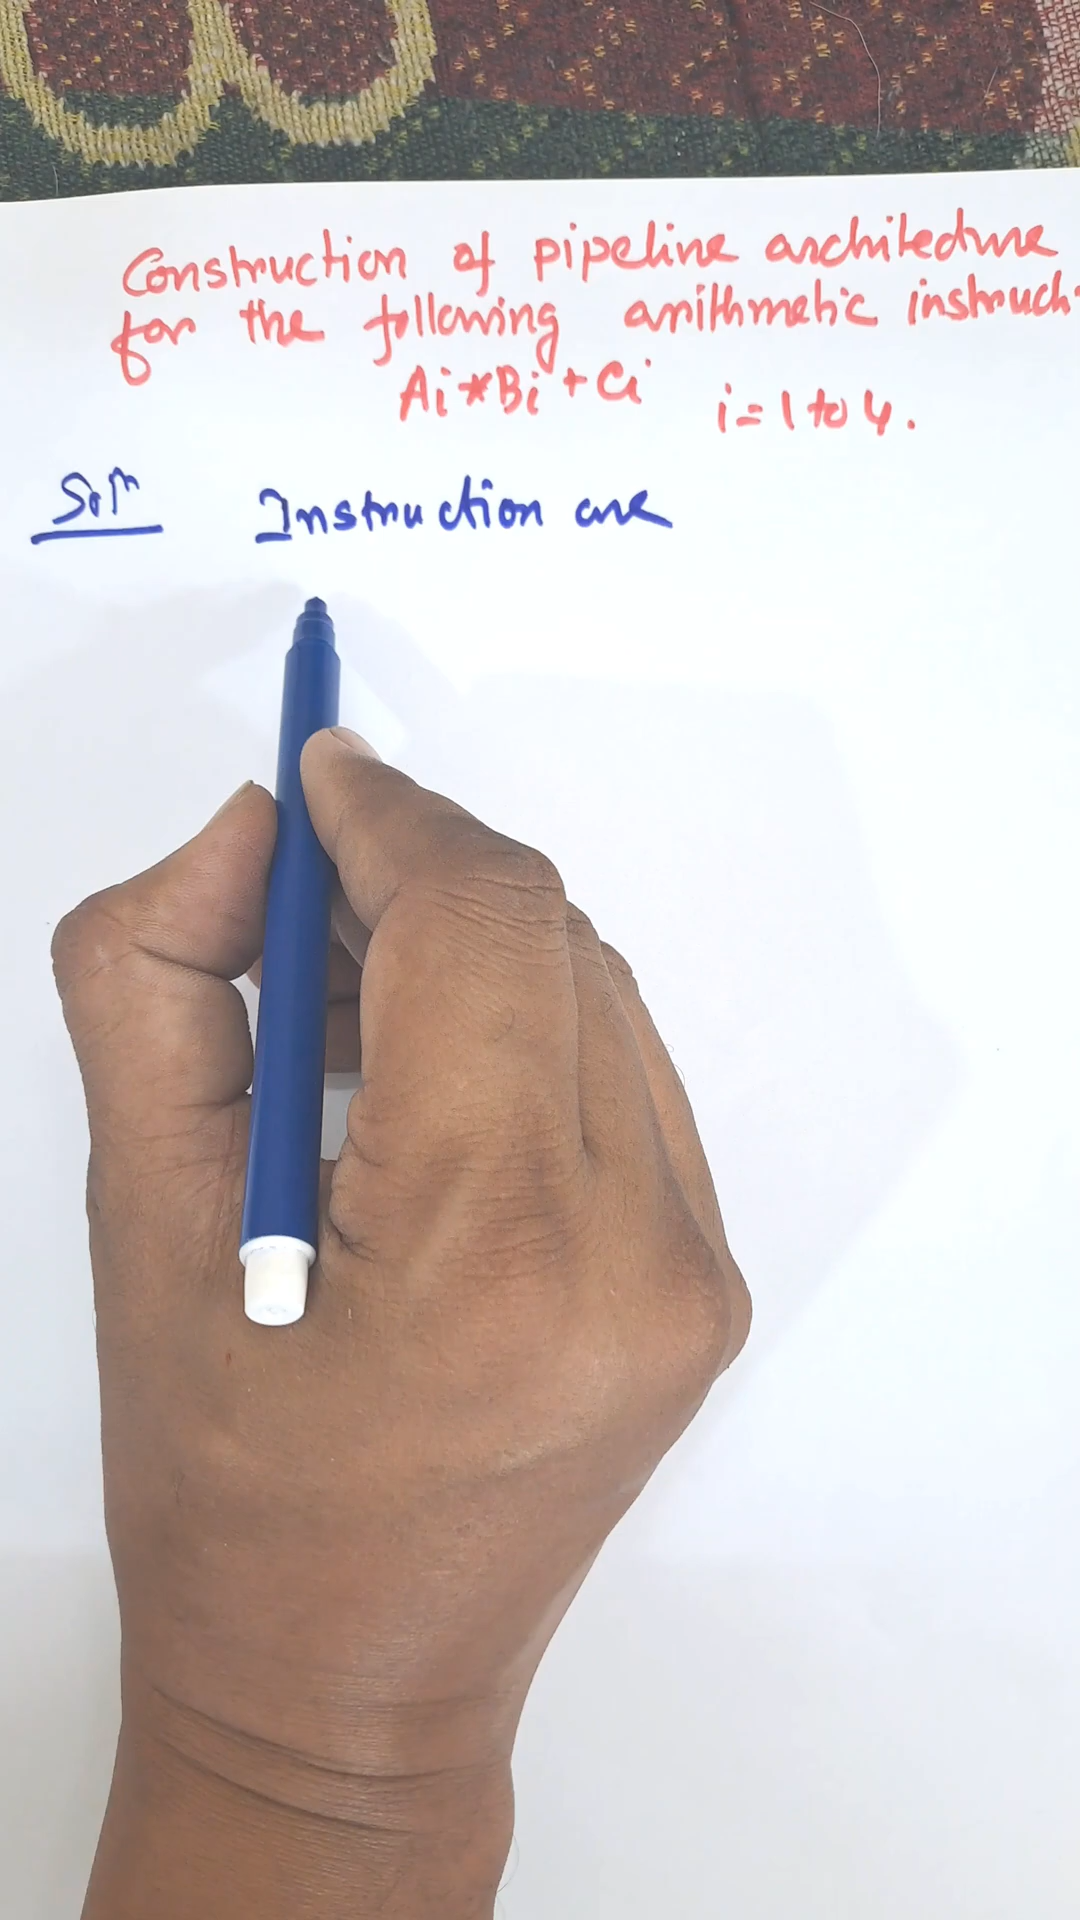 Construction of pipeline architecture
for the following arithmetic instruct
Ai*Bi + Ci i=1 to 4.
Soln Instruction are